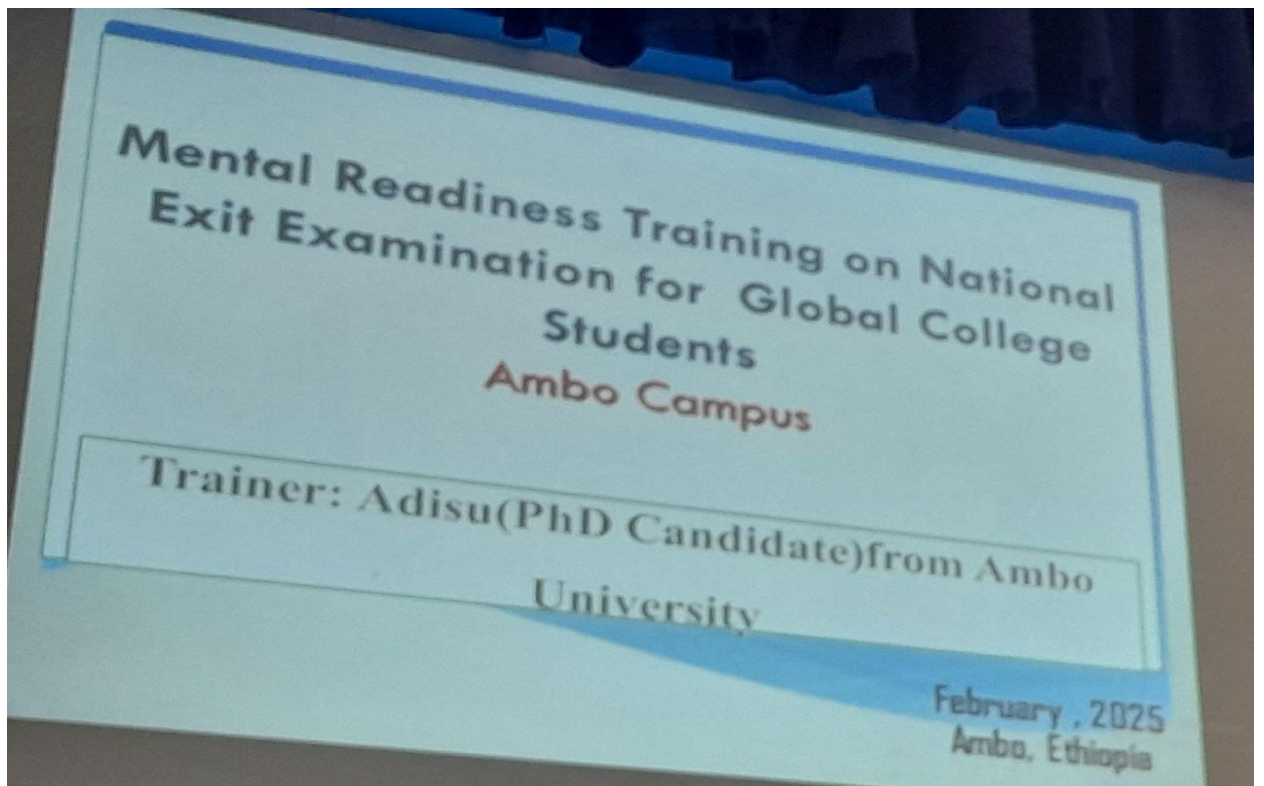 Mental Readiness Training on National
Exit Examination for Global College
Students
Ambo Campus
Trainer: Adisu(PhD Candidate)from Ambo
University
February , 2025
Ambo, Ethiopia